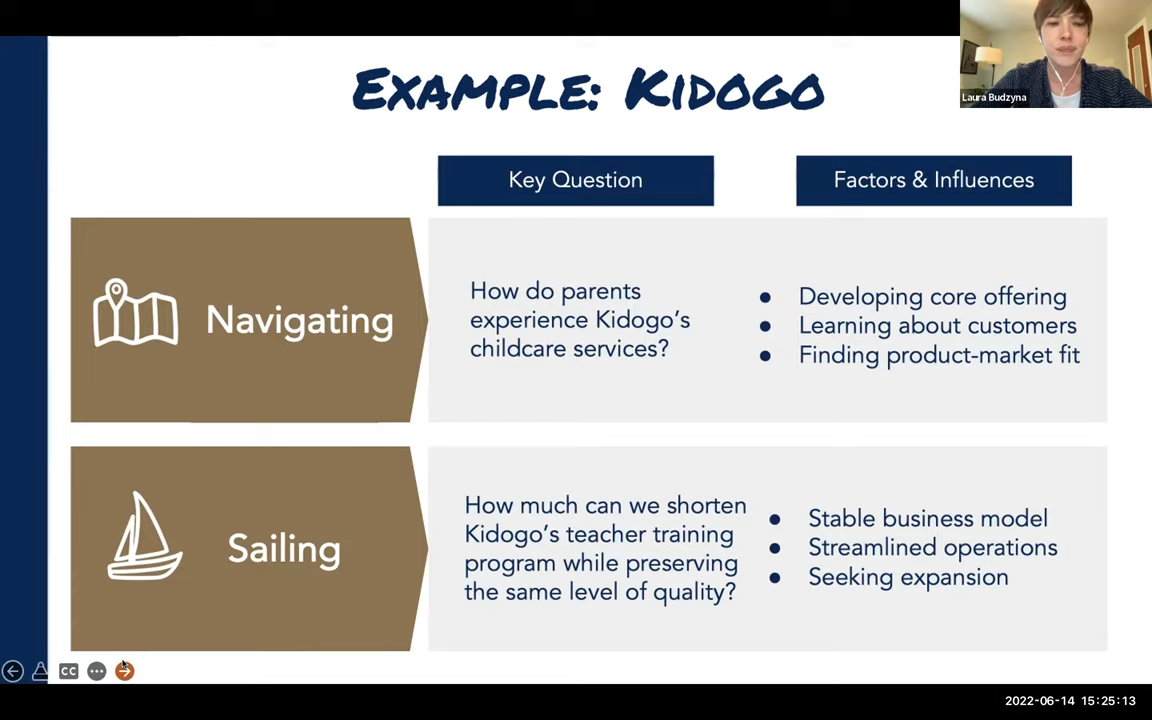 EXAMPLE: KIDOGO
Laura Budzyna
Key Question
Factors & Influences
Navigating
How do parents
experience Kidogo's
childcare services?
● Developing core offering
● Learning about customers
● Finding product-market fit
Sailing
How much can we shorten
Kidogo's teacher training
program while preserving
the same level of quality?
● Stable business model
● Streamlined operations
● Seeking expansion
CC
2022-06-14 15:25:13